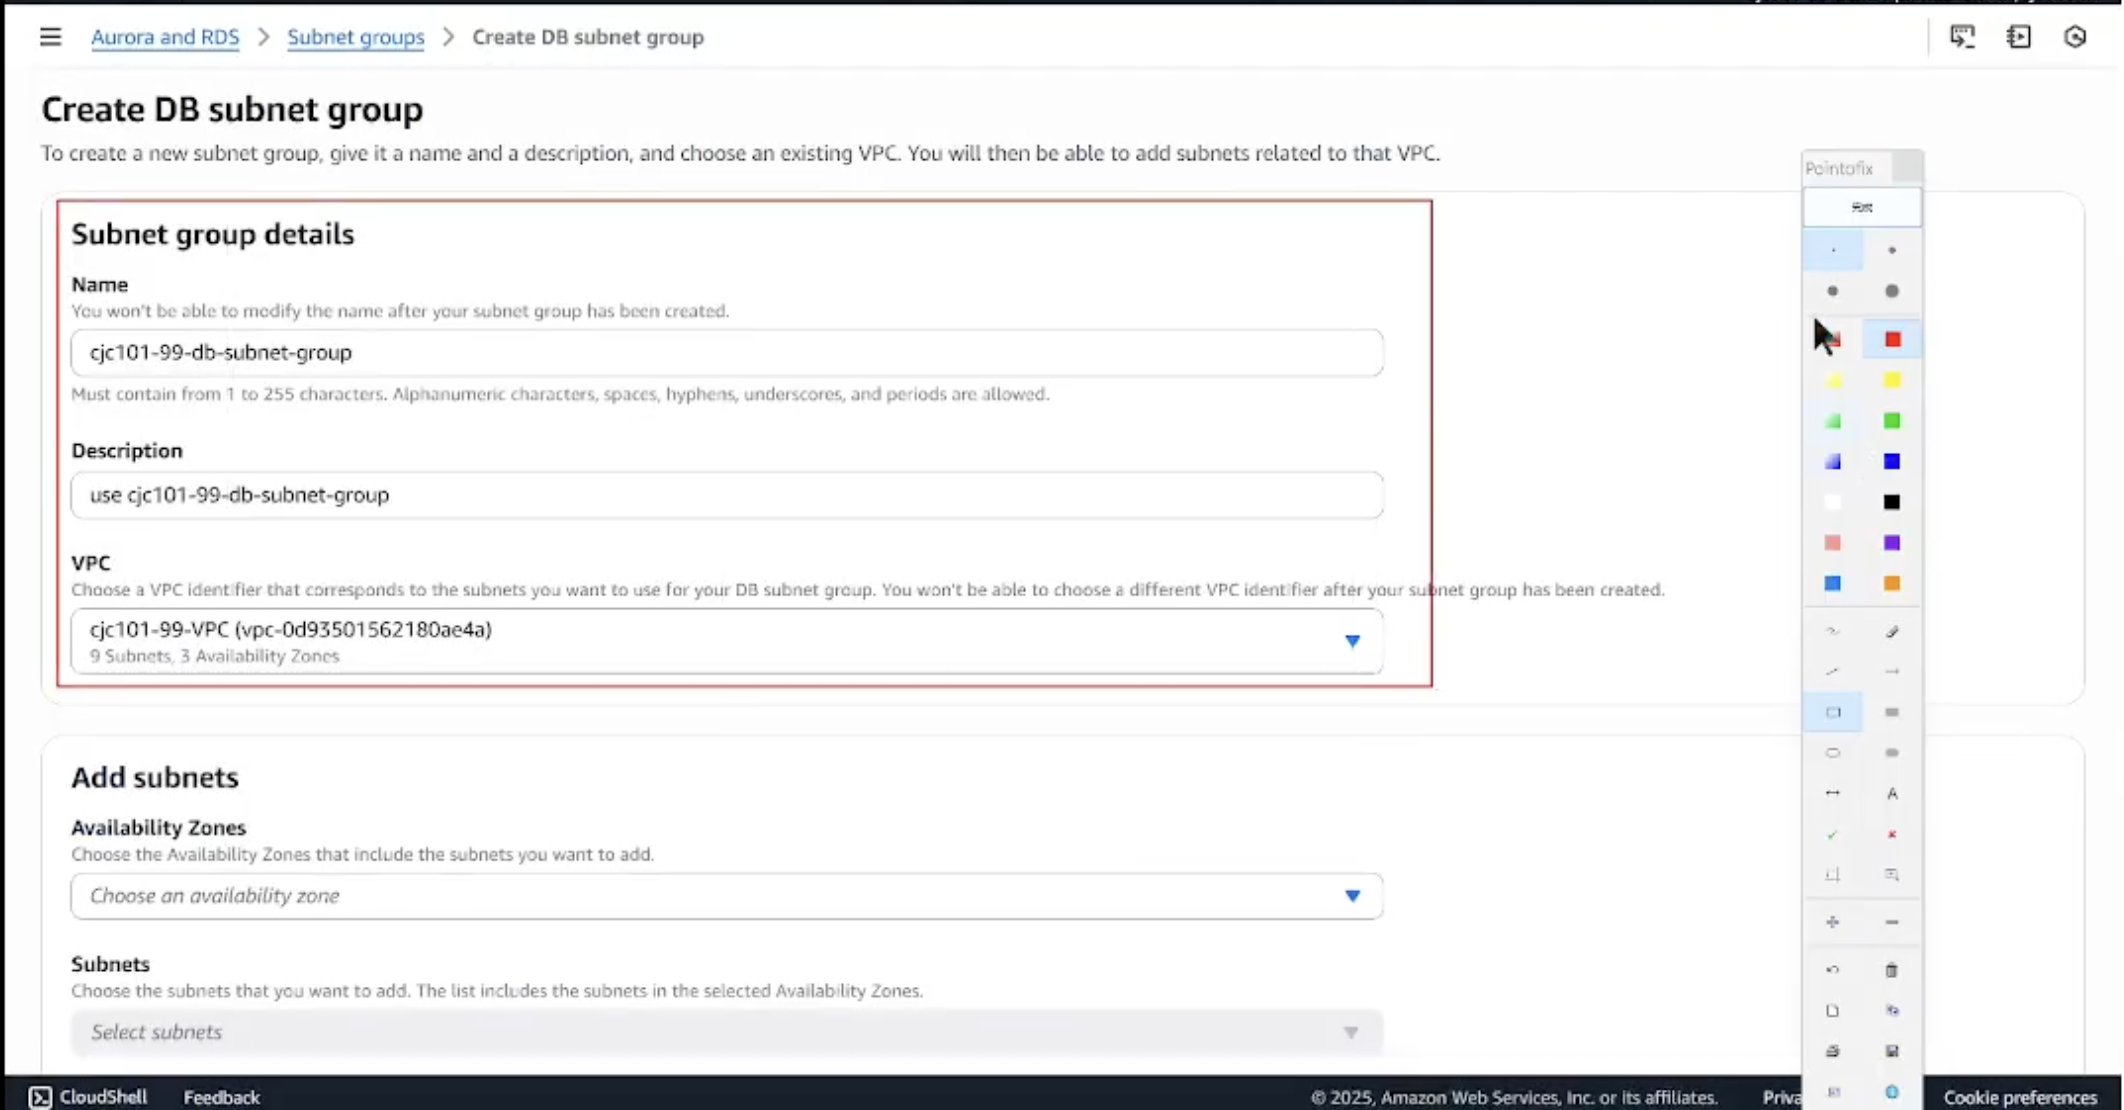 Aurora and RDS > Subnet groups > Create DB subnet group
Create DB subnet group
To create a new subnet group, give it a name and a description, and choose an existing VPC. You will then be able to add subnets related to that VPC.
Pointofix
Subnet group details
Name
You won't be able to modify the name after your subnet group has been created.
cjc101-99-db-subnet-group
Must contain from 1 to 255 characters. Alphanumeric characters, spaces, hyphens, underscores, and periods are allowed.
Description
use cjc101-99-db-subnet-group
VPC
Choose a VPC identifier that corresponds to the subnets you want to use for your DB subnet group. You won't be able to choose a different VPC identifier after your subnet group has been created.
cjc101-99-VPC (vpc-0d93501562180ae4a)
9 Subnets, 3 Availability Zones
Add subnets
Availability Zones
Choose the Availability Zones that include the subnets you want to add.
Choose an availability zone
Subnets
Choose the subnets that you want to add. The list includes the subnets in the selected Availability Zones.
Select subnets
A
CloudShell Feedback © 2025, Amazon Web Services, Inc. or its affiliates. Priva Cookie preferences